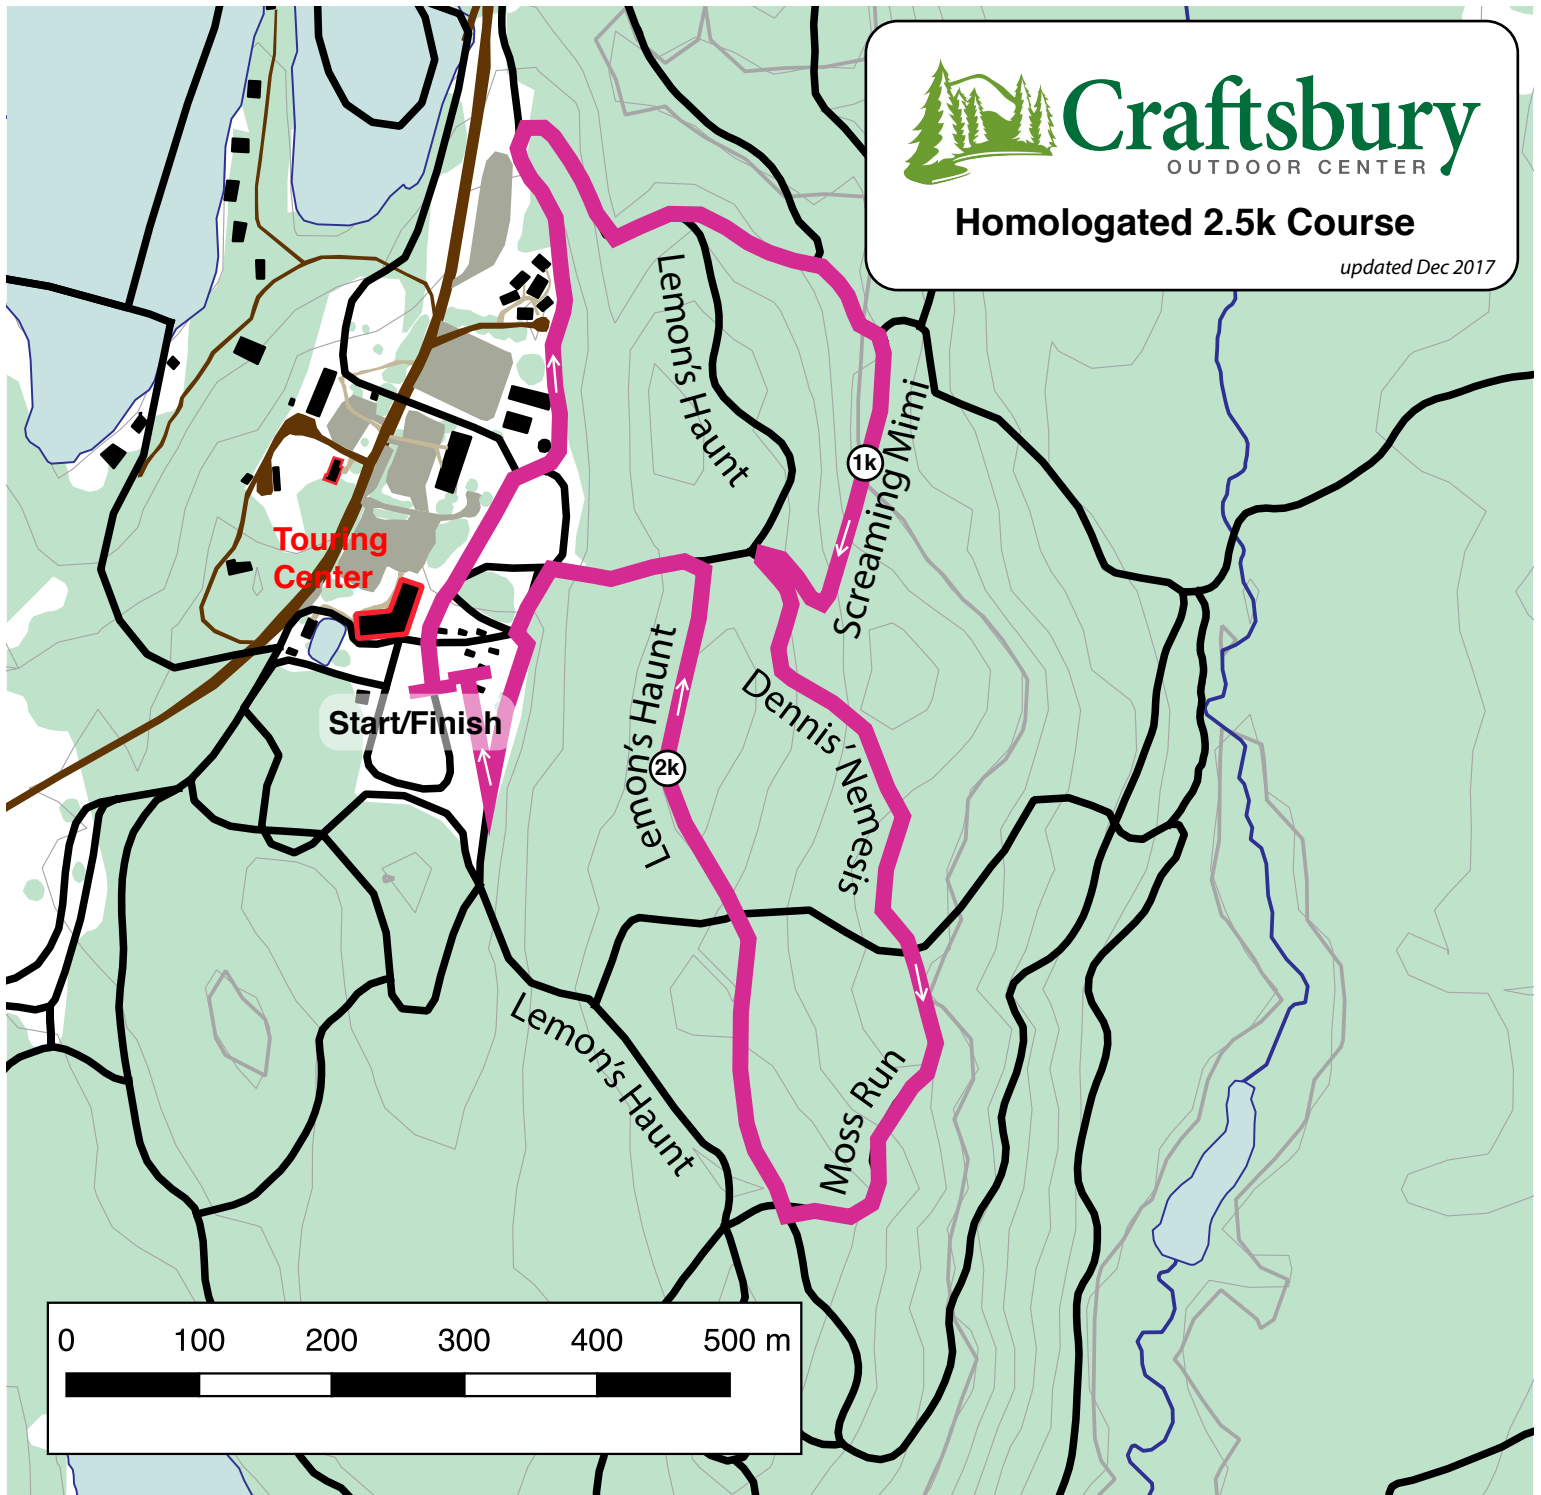 Craftsbury
OUTDOOR CENTER
Homologated 2.5k Course
updated Dec 2017
Lemon's Haunt
Screaming Mimi
1k
Touring
Center
Start/Finish
Lemon's Haunt
2k
Dennis' Nemesis
Lemon's Haunt
Moss Run
0 100 200 300 400 500 m